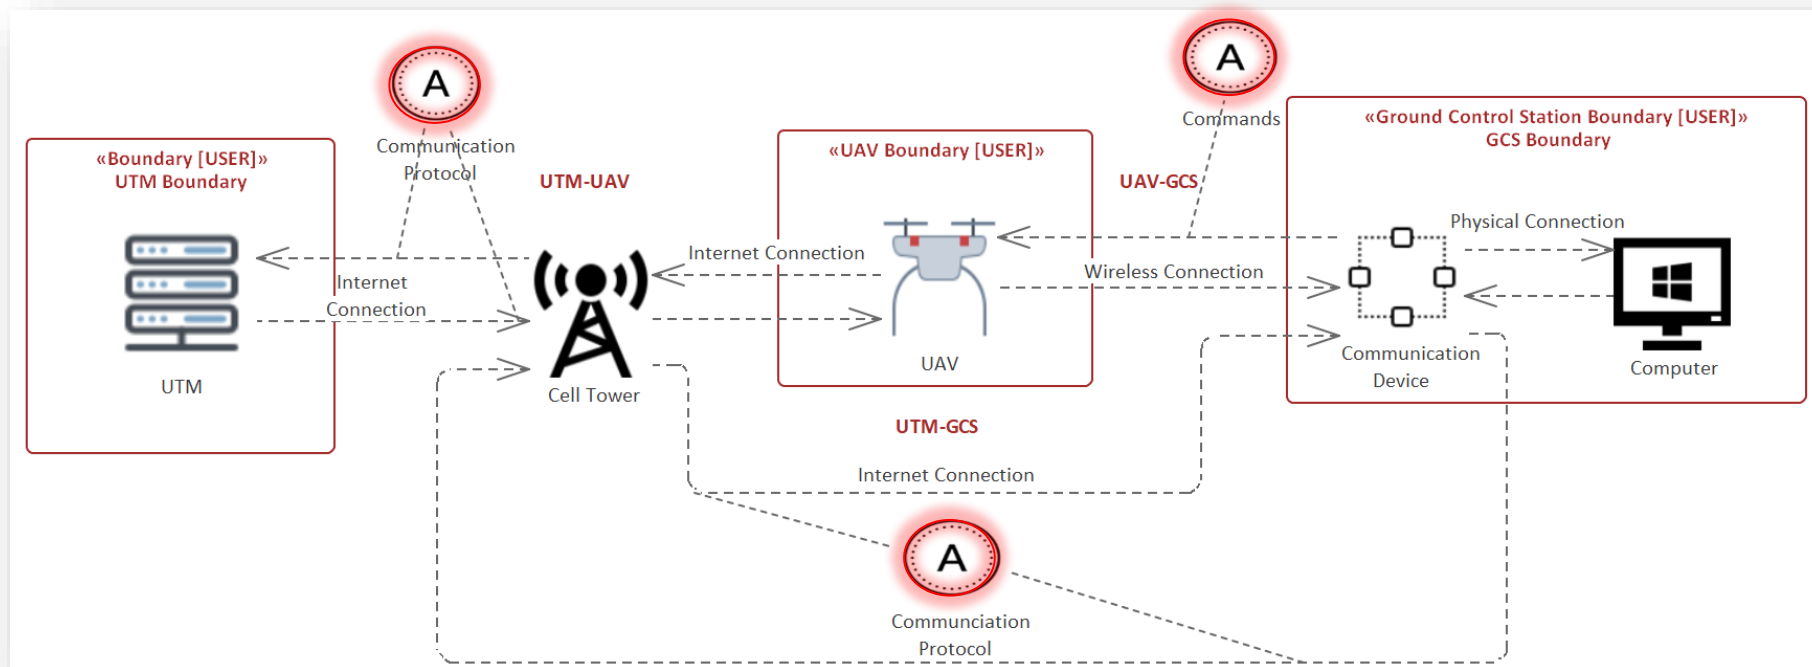 A
Communication
Protocol
A
Commands
«Boundary [USER]»
UTM Boundary
UTM-UAV
«UAV Boundary [USER]»
UAV-GCS
«Ground Control Station Boundary [USER]»
GCS Boundary
Internet
Connection
Internet Connection
Wireless Connection
Physical Connection
UTM
Cell Tower
UAV
Communication
Device
Computer
UTM-GCS
Internet Connection
A
Communciation
Protocol